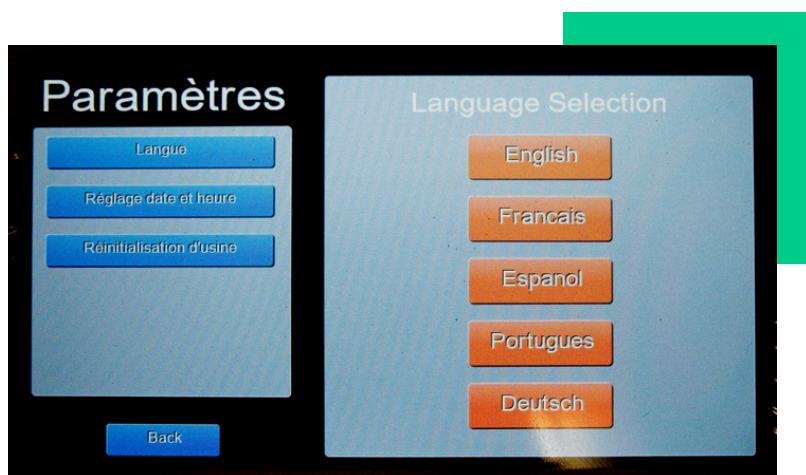 Paramètres
Langue
Réglage date et heure
Réinitialisation d'usine
Back
Language Selection
English
Francais
Espanol
Portugues
Deutsch